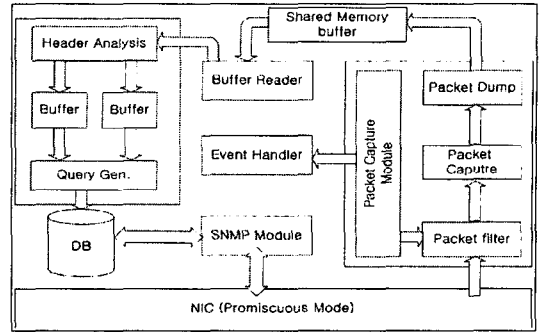 Shared Memory
buffer
Header Analysis
Buffer Reader
Packet Dump
Buffer
Buffer
Event Handler
Packet Capture
Module
Packet
Caputre
Query Gen.
DB
SNMP Module
Packet filter
NIC (Promiscuous Mode)